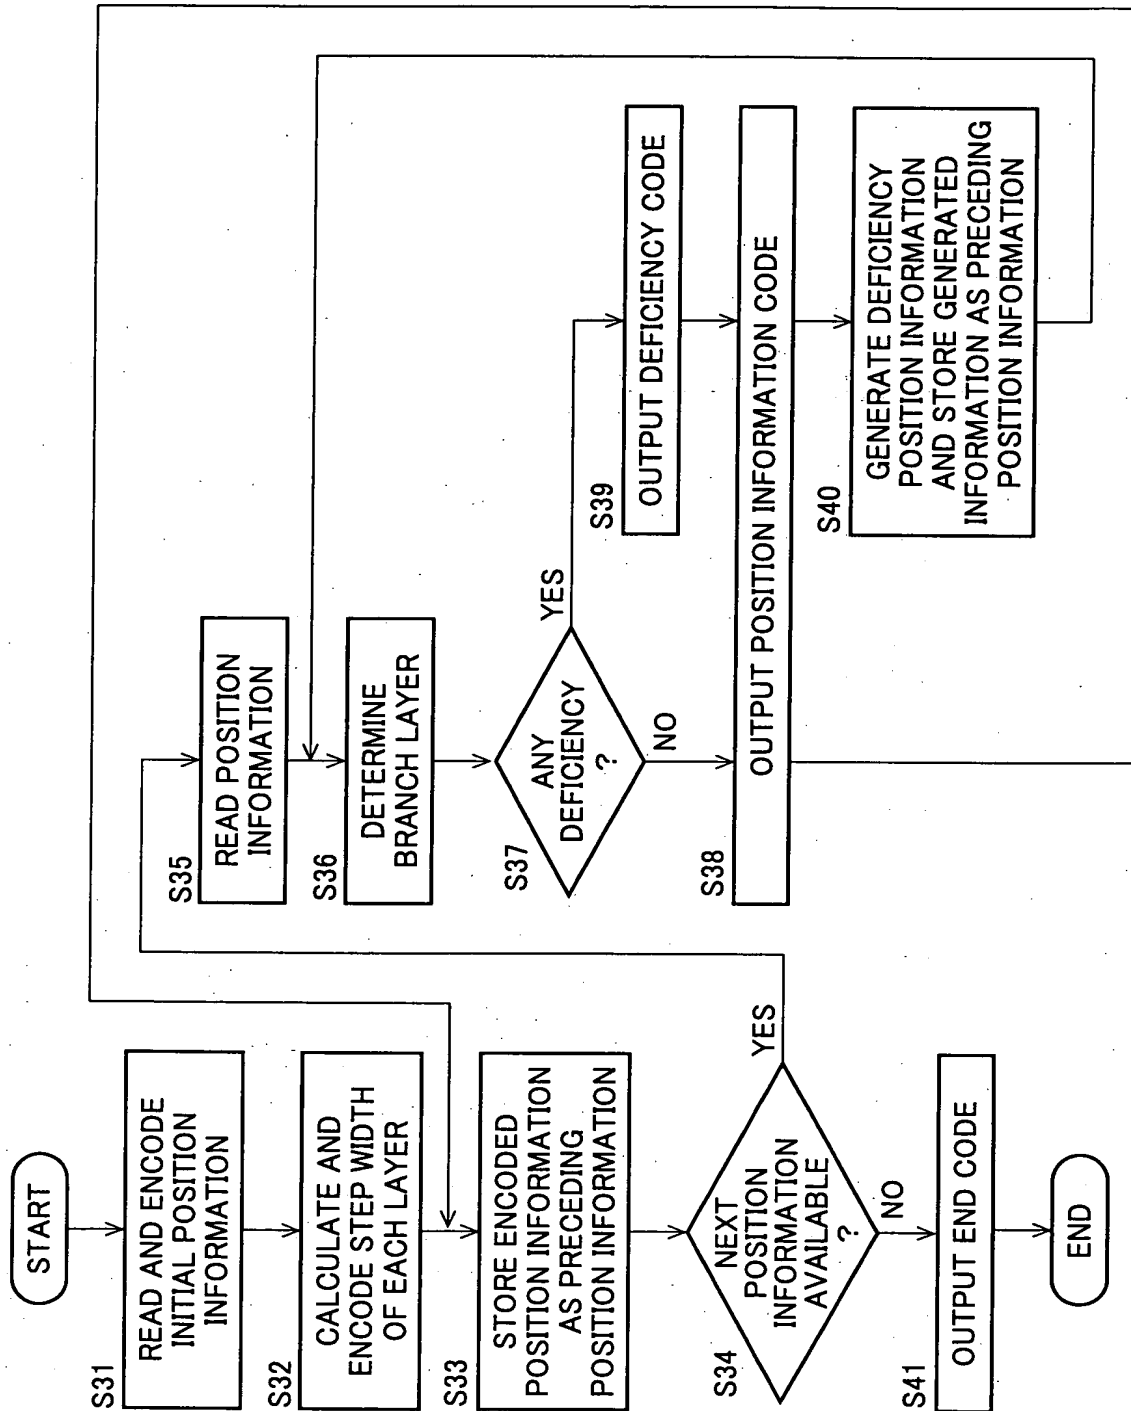 START
S31
READ AND ENCODE
INITIAL POSITION
INFORMATION
S32
CALCULATE AND
ENCODE STEP WIDTH
OF EACH LAYER
S33
STORE ENCODED
POSITION INFORMATION
AS PRECEDING
POSITION INFORMATION
S34
NEXT
POSITION
INFORMATION
AVAILABLE
?
YES
NO
S41
OUTPUT END CODE
END
S35
READ POSITION
INFORMATION
S36
DETERMINE
BRANCH LAYER
S37
ANY
DEFICIENCY
?
YES
NO
S39
OUTPUT DEFICIENCY CODE
S38
OUTPUT POSITION INFORMATION CODE
S40
GENERATE DEFICIENCY
POSITION INFORMATION
AND STORE GENERATED
INFORMATION AS PRECEDING
POSITION INFORMATION